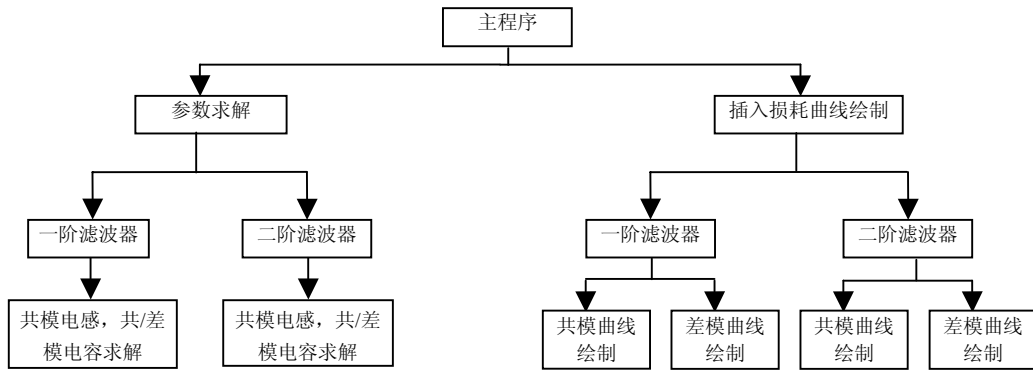 主程序
参数求解
插入损耗曲线绘制
一阶滤波器
二阶滤波器
一阶滤波器
二阶滤波器
共模电感，共/差
模电容求解
共模电感，共/差
模电容求解
共模曲线
绘制
差模曲线
绘制
共模曲线
绘制
差模曲线
绘制